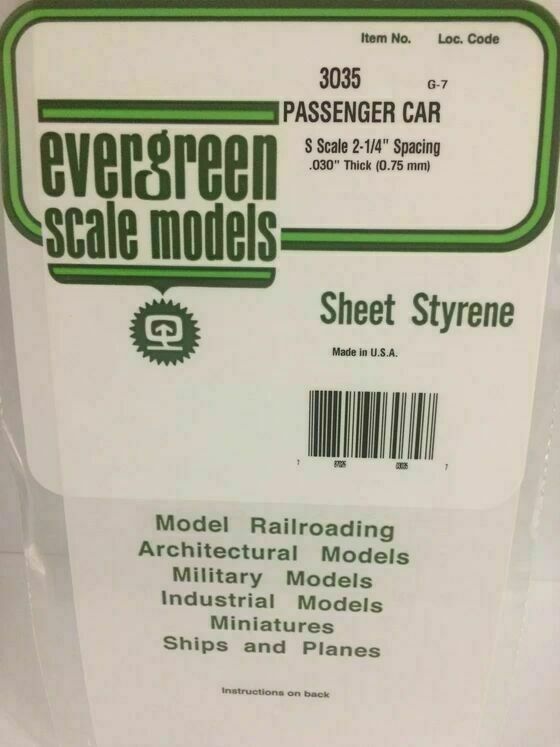 Item No. Loc. Code
3035 G-7
PASSENGER CAR
S Scale 2-1/4" Spacing
.030" Thick (0.75 mm)
evergreen
scale models
Sheet Styrene
Made in U.S.A.
7 7
Model Railroading
Architectural Models
Military Models
Industrial Models
Miniatures
Ships and Planes
Instructions on back